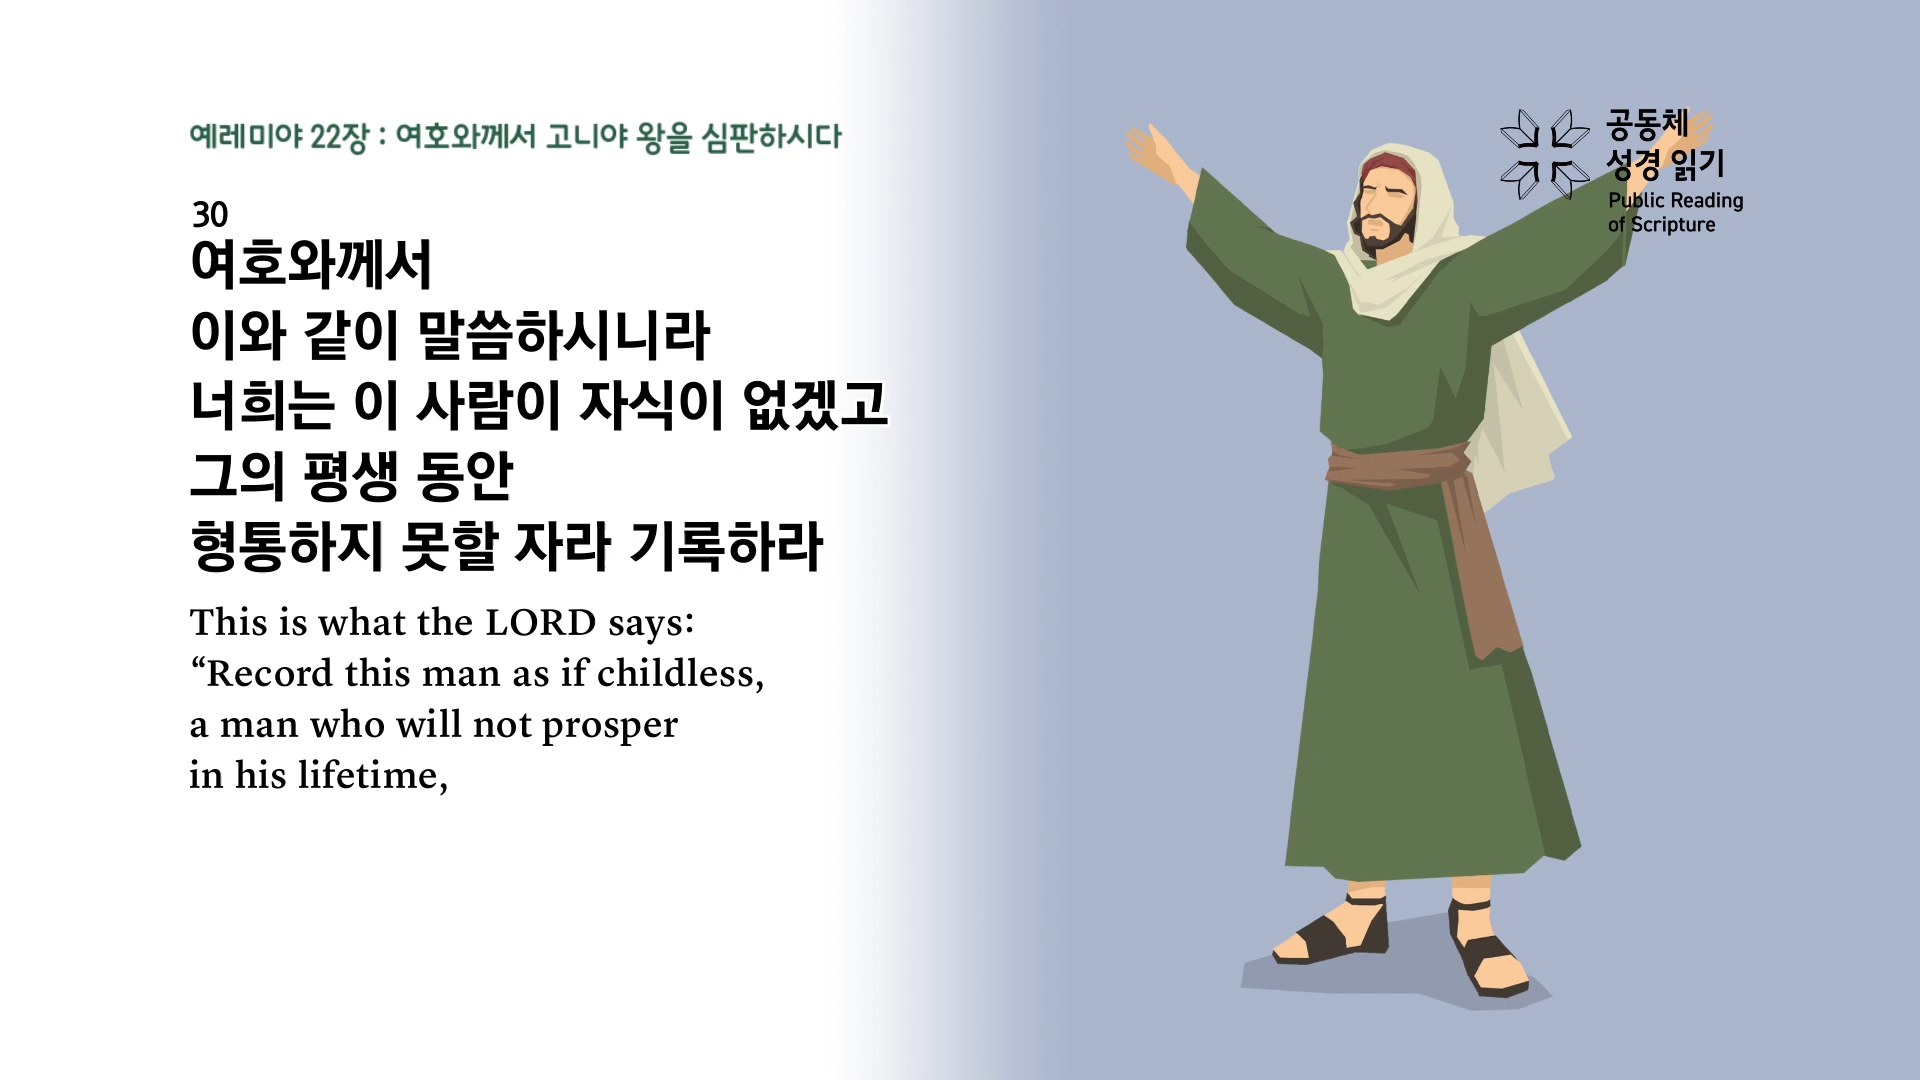 예레미야 22장 : 여호와께서 고니야 왕을 심판하시다
30
여호와께서
이와 같이 말씀하시니라
너희는 이 사람이 자식이 없겠고
그의 평생 동안
형통하지 못할 자라 기록하라
This is what the LORD says:
“Record this man as if childless,
a man who will not prosper
in his lifetime,
공동체
성경 읽기
Public Reading
of Scripture